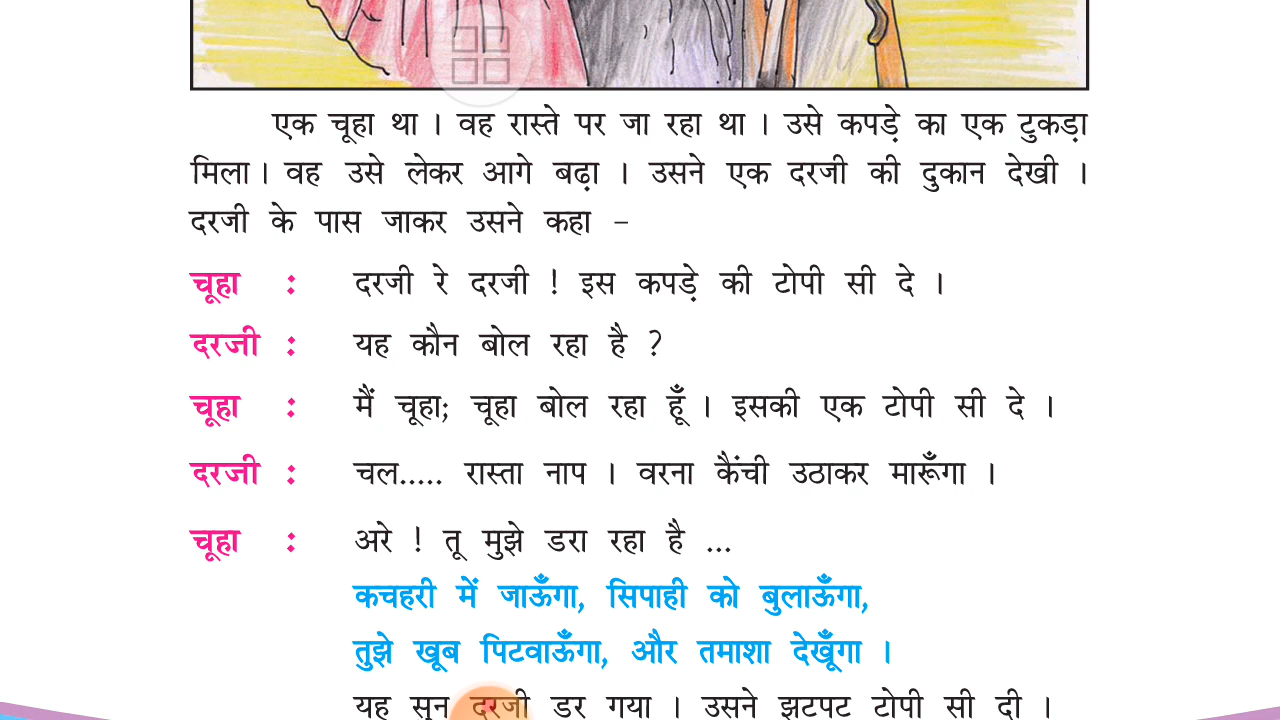 एक चूहा था । वह रास्ते पर जा रहा था । उसे कपड़े का एक टुकड़ा
मिला । वह उसे लेकर आगे बढ़ा । उसने एक दरजी की दुकान देखी ।
दरजी के पास जाकर उसने कहा –
चूहा : दरजी रे दरजी ! इस कपड़े की टोपी सी दे ।
दरजी : यह कौन बोल रहा है ?
चूहा : मैं चूहा; चूहा बोल रहा हूँ । इसकी एक टोपी सी दे ।
दरजी : चल..... रास्ता नाप । वरना कैंची उठाकर मारूँगा ।
चूहा : अरे ! तू मुझे डरा रहा है ...
कचहरी में जाऊँगा, सिपाही को बुलाऊँगा,
तुझे खूब पिटवाऊँगा, और तमाशा देखूँगा ।
यह सुन दरजी डर गया । उसने झटपट टोपी सी दी ।